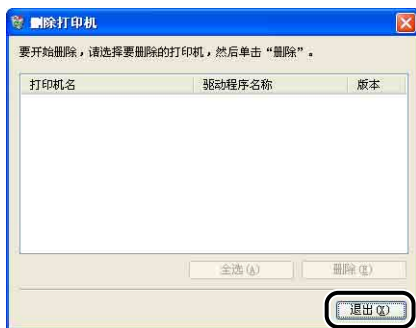 删除打印机
要开始删除，请选择要删除的打印机，然后单击“删除”。
打印机名 驱动程序名称 版本
全选(A) 删除(E)
退出(X)